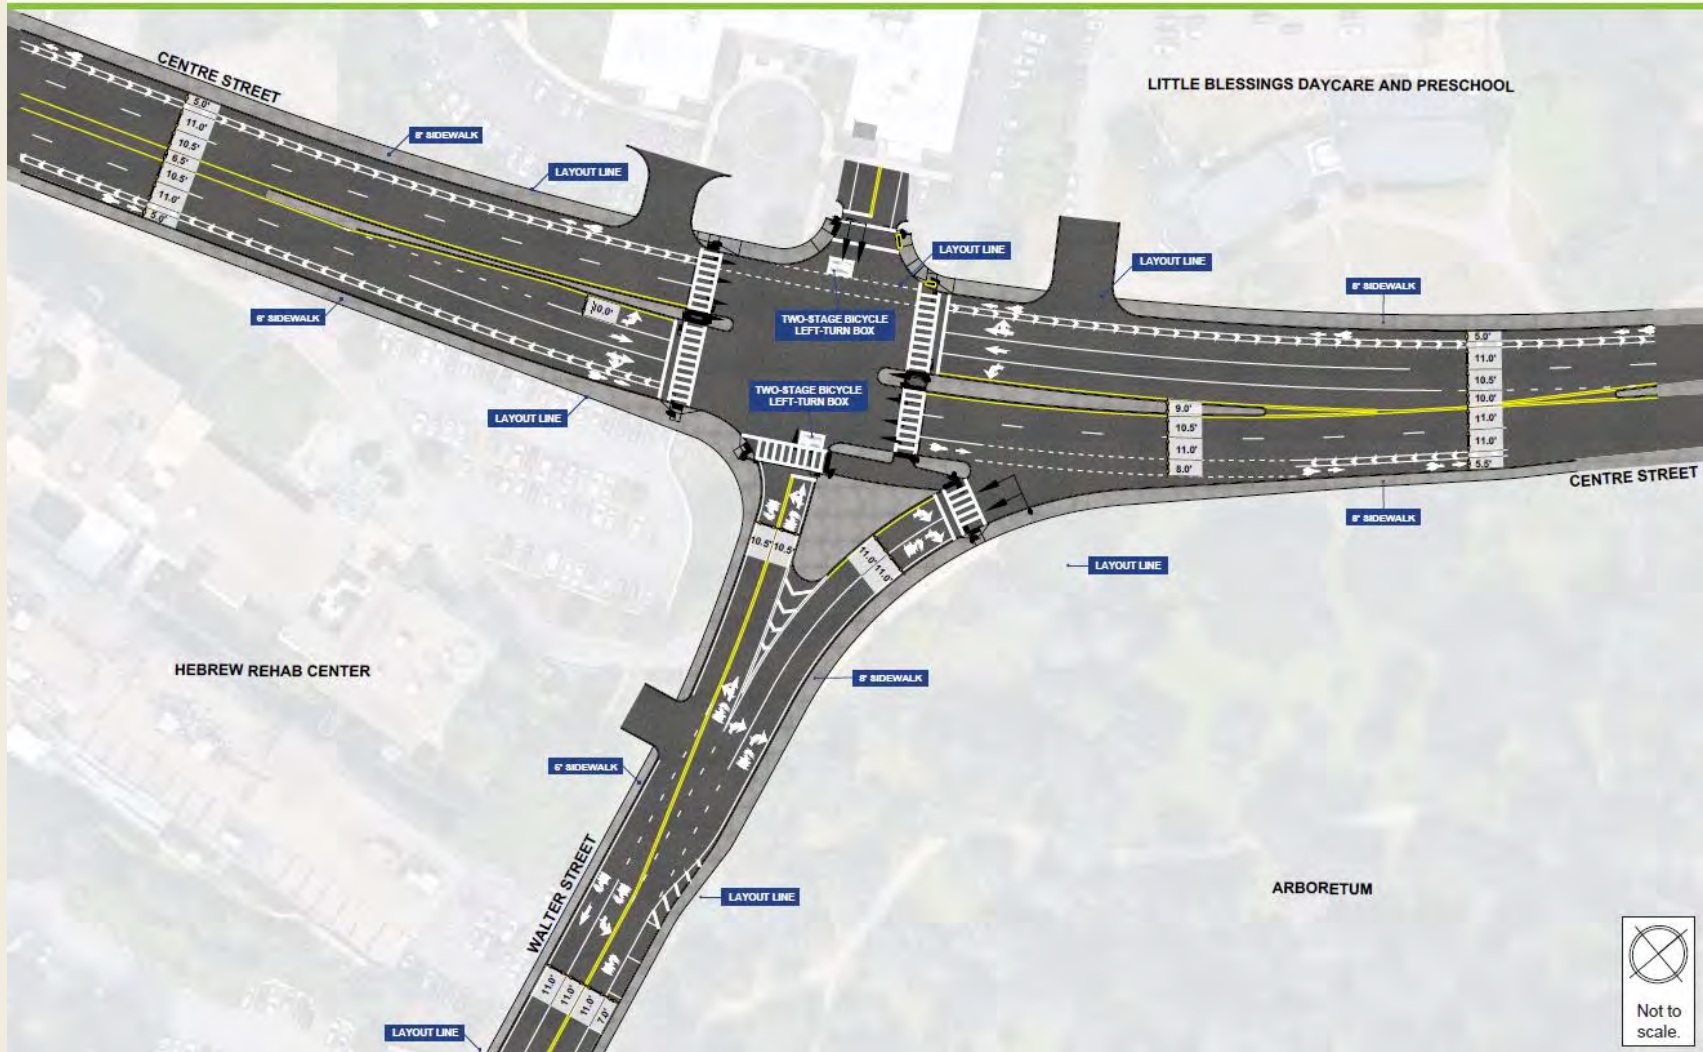 CENTRE STREET
LITTLE BLESSINGS DAYCARE AND PRESCHOOL
5.0'
11.0'
10.5'
6.5'
10.5'
11.0'
5.0'
8' SIDEWALK
LAYOUT LINE
LAYOUT LINE
LAYOUT LINE
8' SIDEWALK
6' SIDEWALK
10.0'
TWO-STAGE BICYCLE
LEFT-TURN BOX
5.0'
11.0'
10.5'
10.0'
11.0'
11.0'
5.5'
TWO-STAGE BICYCLE
LEFT-TURN BOX
LAYOUT LINE
9.0'
10.5'
11.0'
8.0'
CENTRE STREET
8' SIDEWALK
10.5'
10.5'
11.0'
11.0'
LAYOUT LINE
HEBREW REHAB CENTER
8' SIDEWALK
6' SIDEWALK
WALTER STREET
LAYOUT LINE
ARBORETUM
11.0'
11.0'
11.0'
7.0'
LAYOUT LINE
Not to
scale.